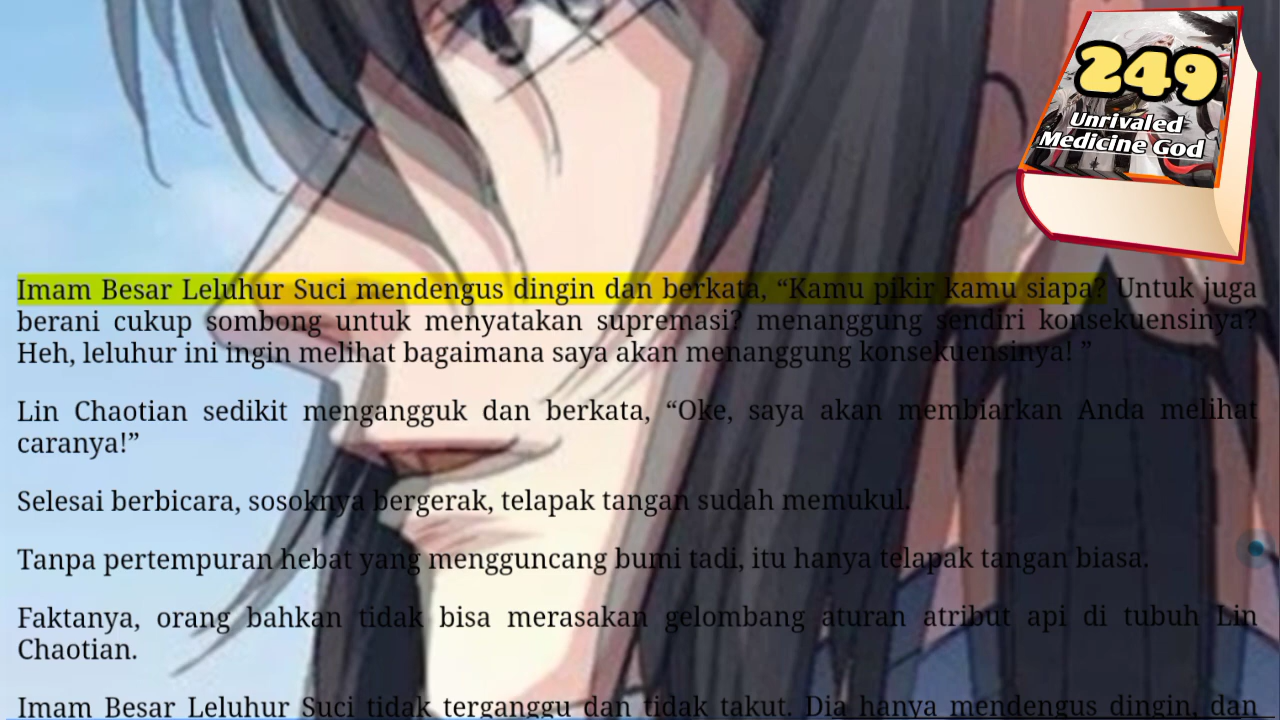 249
Unrivaled
Medicine God
Imam Besar Leluhur Suci mendengus dingin dan berkata, “Kamu pikir kamu siapa? Untuk juga
berani cukup sombong untuk menyatakan supremasi? menanggung sendiri konsekuensinya?
Heh, leluhur ini ingin melihat bagaimana saya akan menanggung konsekuensinya! ”
Lin Chaotian sedikit mengangguk dan berkata, “Oke, saya akan membiarkan Anda melihat
caranya!”
Selesai berbicara, sosoknya bergerak, telapak tangan sudah memukul.
Tanpa pertempuran hebat yang mengguncang bumi tadi, itu hanya telapak tangan biasa.
Faktanya, orang bahkan tidak bisa merasakan gelombang aturan atribut api di tubuh Lin
Chaotian.
Imam Besar Leluhur Suci tidak terganggu dan tidak takut. Dia hanya mendengus dingin, dan